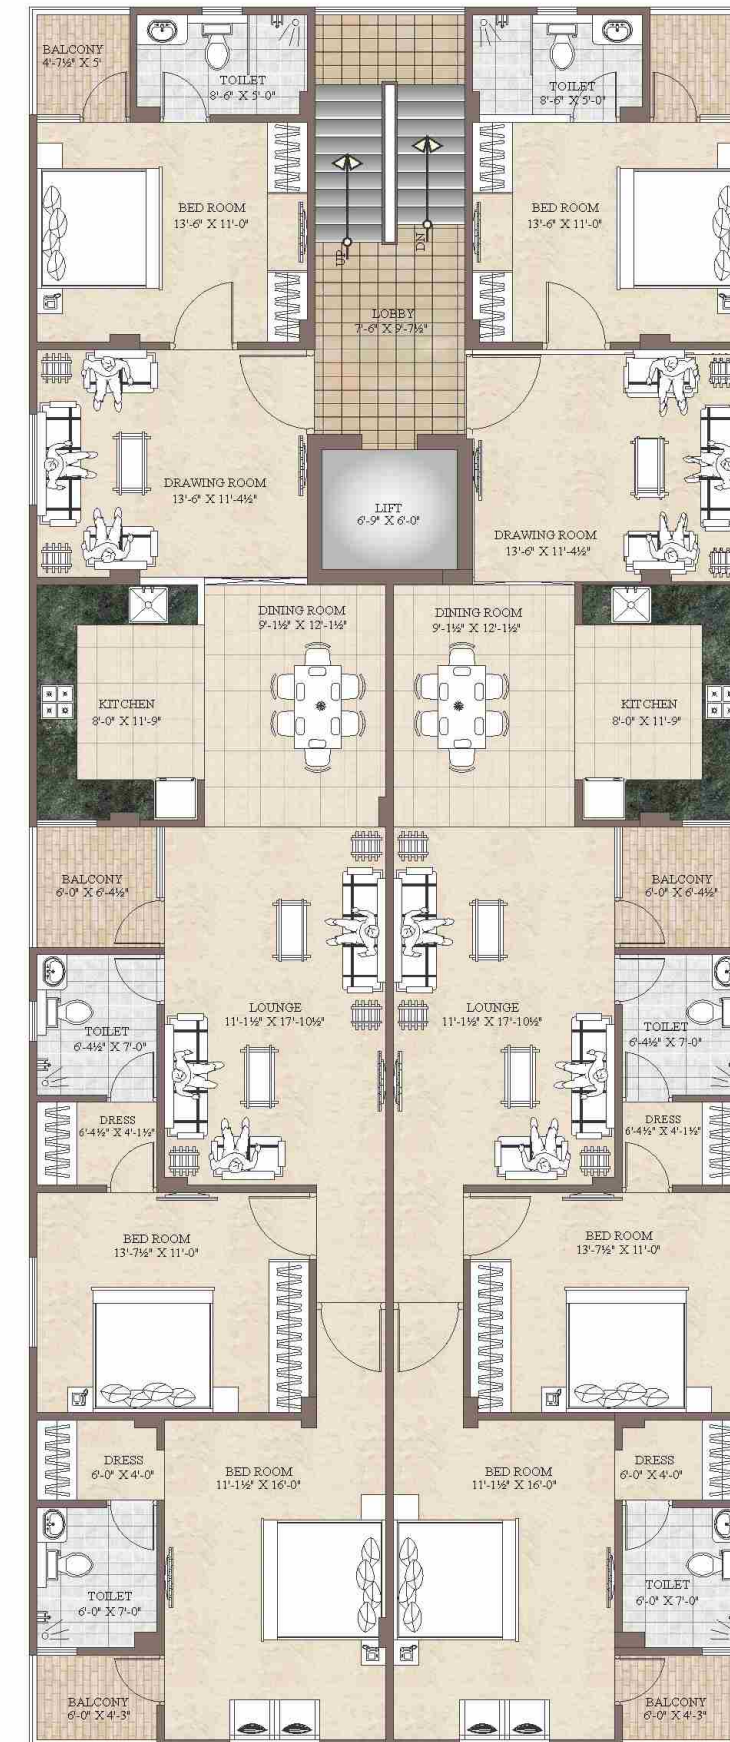 BALCONY
4'-7½" X 5'
TOILET
8'-6" X 5'-0"
TOILET
8'-6" X 5'-0"
BED ROOM
13'-6" X 11'-0"
BED ROOM
13'-6" X 11'-0"
UP
DN
LOBBY
7'-6" X 9'-7½"
DRAWING ROOM
13'-6" X 11'-4½"
LIFT
6'-9" X 6'-0"
DRAWING ROOM
13'-6" X 11'-4½"
DINING ROOM
9'-1½" X 12'-1½"
DINING ROOM
9'-1½" X 12'-1½"
KITCHEN
8'-0" X 11'-9"
KITCHEN
8'-0" X 11'-9"
BALCONY
6'-0" X 6'-4½"
BALCONY
6'-0" X 6'-4½"
LOUNGE
11'-1½" X 17'-10½"
LOUNGE
11'-1½" X 17'-10½"
TOILET
6'-4½" X 7'-0"
TOILET
6'-4½" X 7'-0"
DRESS
6'-4½" X 4'-1½"
DRESS
6'-4½" X 4'-1½"
BED ROOM
13'-7½" X 11'-0"
BED ROOM
13'-7½" X 11'-0"
DRESS
6'-0" X 4'-0"
BED ROOM
11'-1½" X 16'-0"
BED ROOM
11'-1½" X 16'-0"
DRESS
6'-0" X 4'-0"
TOILET
6'-0" X 7'-0"
TOILET
6'-0" X 7'-0"
BALCONY
6'-0" X 4'-3"
BALCONY
6'-0" X 4'-3"